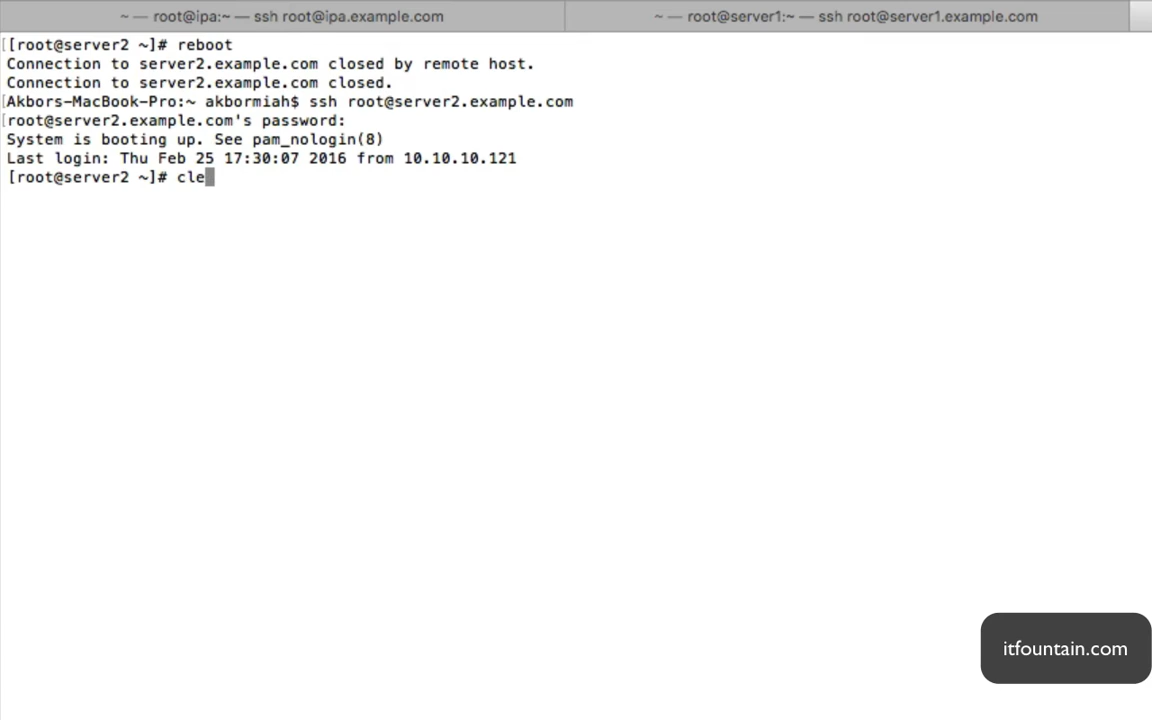 ~ — root@ipa:~ — ssh root@ipa.example.com
~ — root@server1:~ — ssh root@server1.example.com
[[root@server2 ~]# reboot
Connection to server2.example.com closed by remote host.
Connection to server2.example.com closed.
[Akbors-MacBook-Pro:~ akbormiah$ ssh root@server2.example.com
[root@server2.example.com's password:
System is booting up. See pam_nologin(8)
Last login: Thu Feb 25 17:30:07 2016 from 10.10.10.121
[root@server2 ~]# cle
itfountain.com